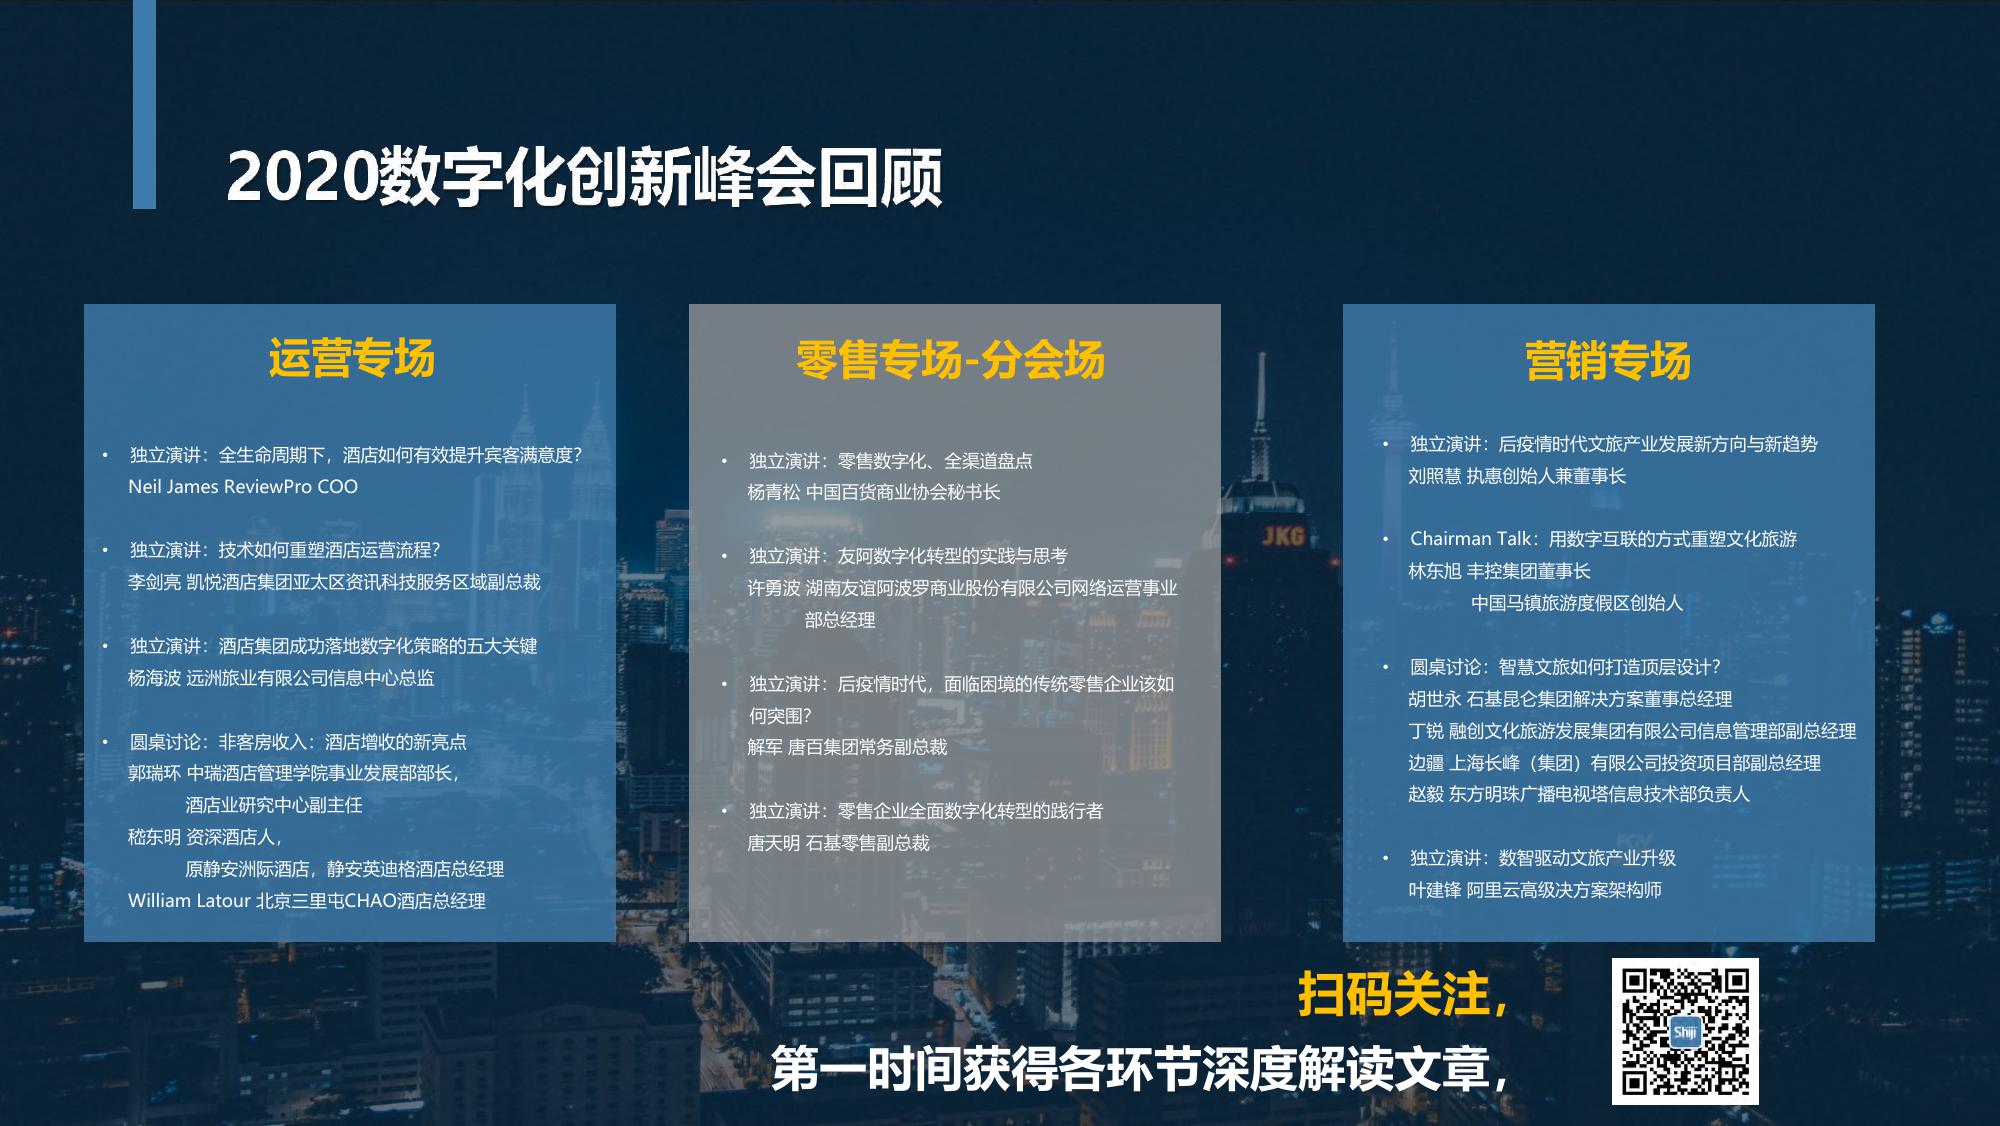 2020数字化创新峰会回顾
运营专场
• 独立演讲：全生命周期下，酒店如何有效提升宾客满意度？
Neil James ReviewPro COO
• 独立演讲：技术如何重塑酒店运营流程？
李剑亮 凯悦酒店集团亚太区资讯科技服务区域副总裁
• 独立演讲：酒店集团成功落地数字化策略的五大关键
杨海波 远洲旅业有限公司信息中心总监
• 圆桌讨论：非客房收入：酒店增收的新亮点
郭瑞环 中瑞酒店管理学院事业发展部部长，
酒店业研究中心副主任
嵇东明 资深酒店人，
原静安洲际酒店，静安英迪格酒店总经理
William Latour 北京三里屯CHAO酒店总经理
零售专场-分会场
• 独立演讲：零售数字化、全渠道盘点
杨青松 中国百货商业协会秘书长
• 独立演讲：友阿数字化转型的实践与思考
许勇波 湖南友谊阿波罗商业股份有限公司网络运营事业
部总经理
• 独立演讲：后疫情时代，面临困境的传统零售企业该如
何突围？
解军 唐百集团常务副总裁
• 独立演讲：零售企业全面数字化转型的践行者
唐天明 石基零售副总裁
营销专场
• 独立演讲：后疫情时代文旅产业发展新方向与新趋势
刘照慧 执惠创始人兼董事长
• Chairman Talk：用数字互联的方式重塑文化旅游
林东旭 丰控集团董事长
中国马镇旅游度假区创始人
• 圆桌讨论：智慧文旅如何打造顶层设计？
胡世永 石基昆仑集团解决方案董事总经理
丁锐 融创文化旅游发展集团有限公司信息管理部副总经理
边疆 上海长峰（集团）有限公司投资项目部副总经理
赵毅 东方明珠广播电视塔信息技术部负责人
• 独立演讲：数智驱动文旅产业升级
叶建锋 阿里云高级决方案架构师
JKG
扫码关注，
第一时间获得各环节深度解读文章，
Shiji